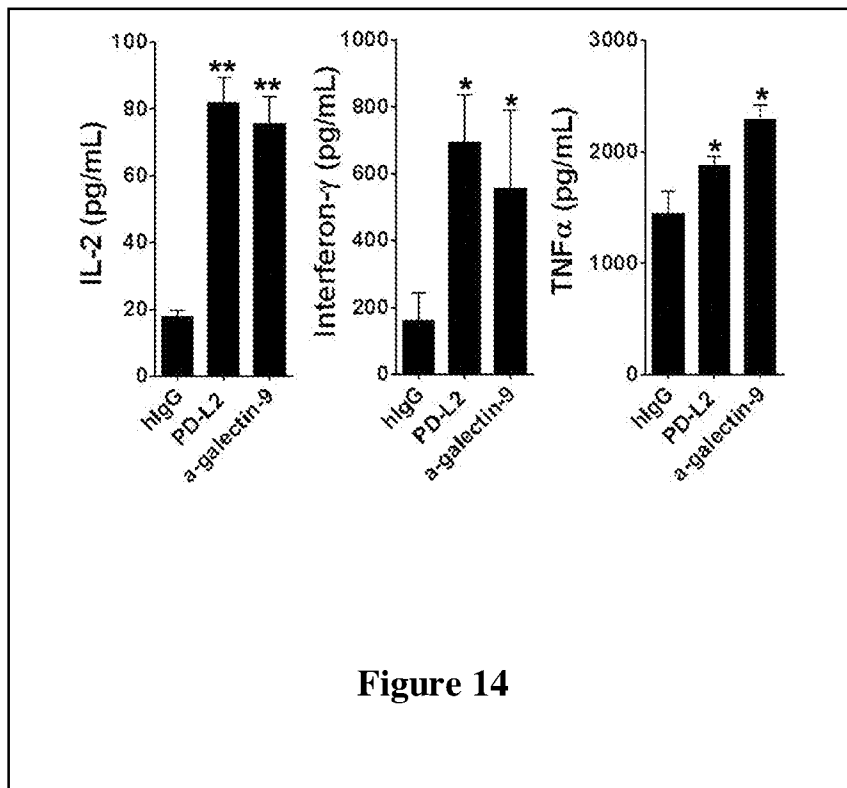 100
80
60
40
20
0
IL-2 (pg/mL)
**
**
hIgG
PD-L2
a-galectin-9
1000
800
600
400
200
0
Interferon-γ (pg/mL)
*
*
hIgG
PD-L2
a-galectin-9
3000
2000
1000
0
TNFα (pg/mL)
*
*
hIgG
PD-L2
a-galectin-9
Figure 14